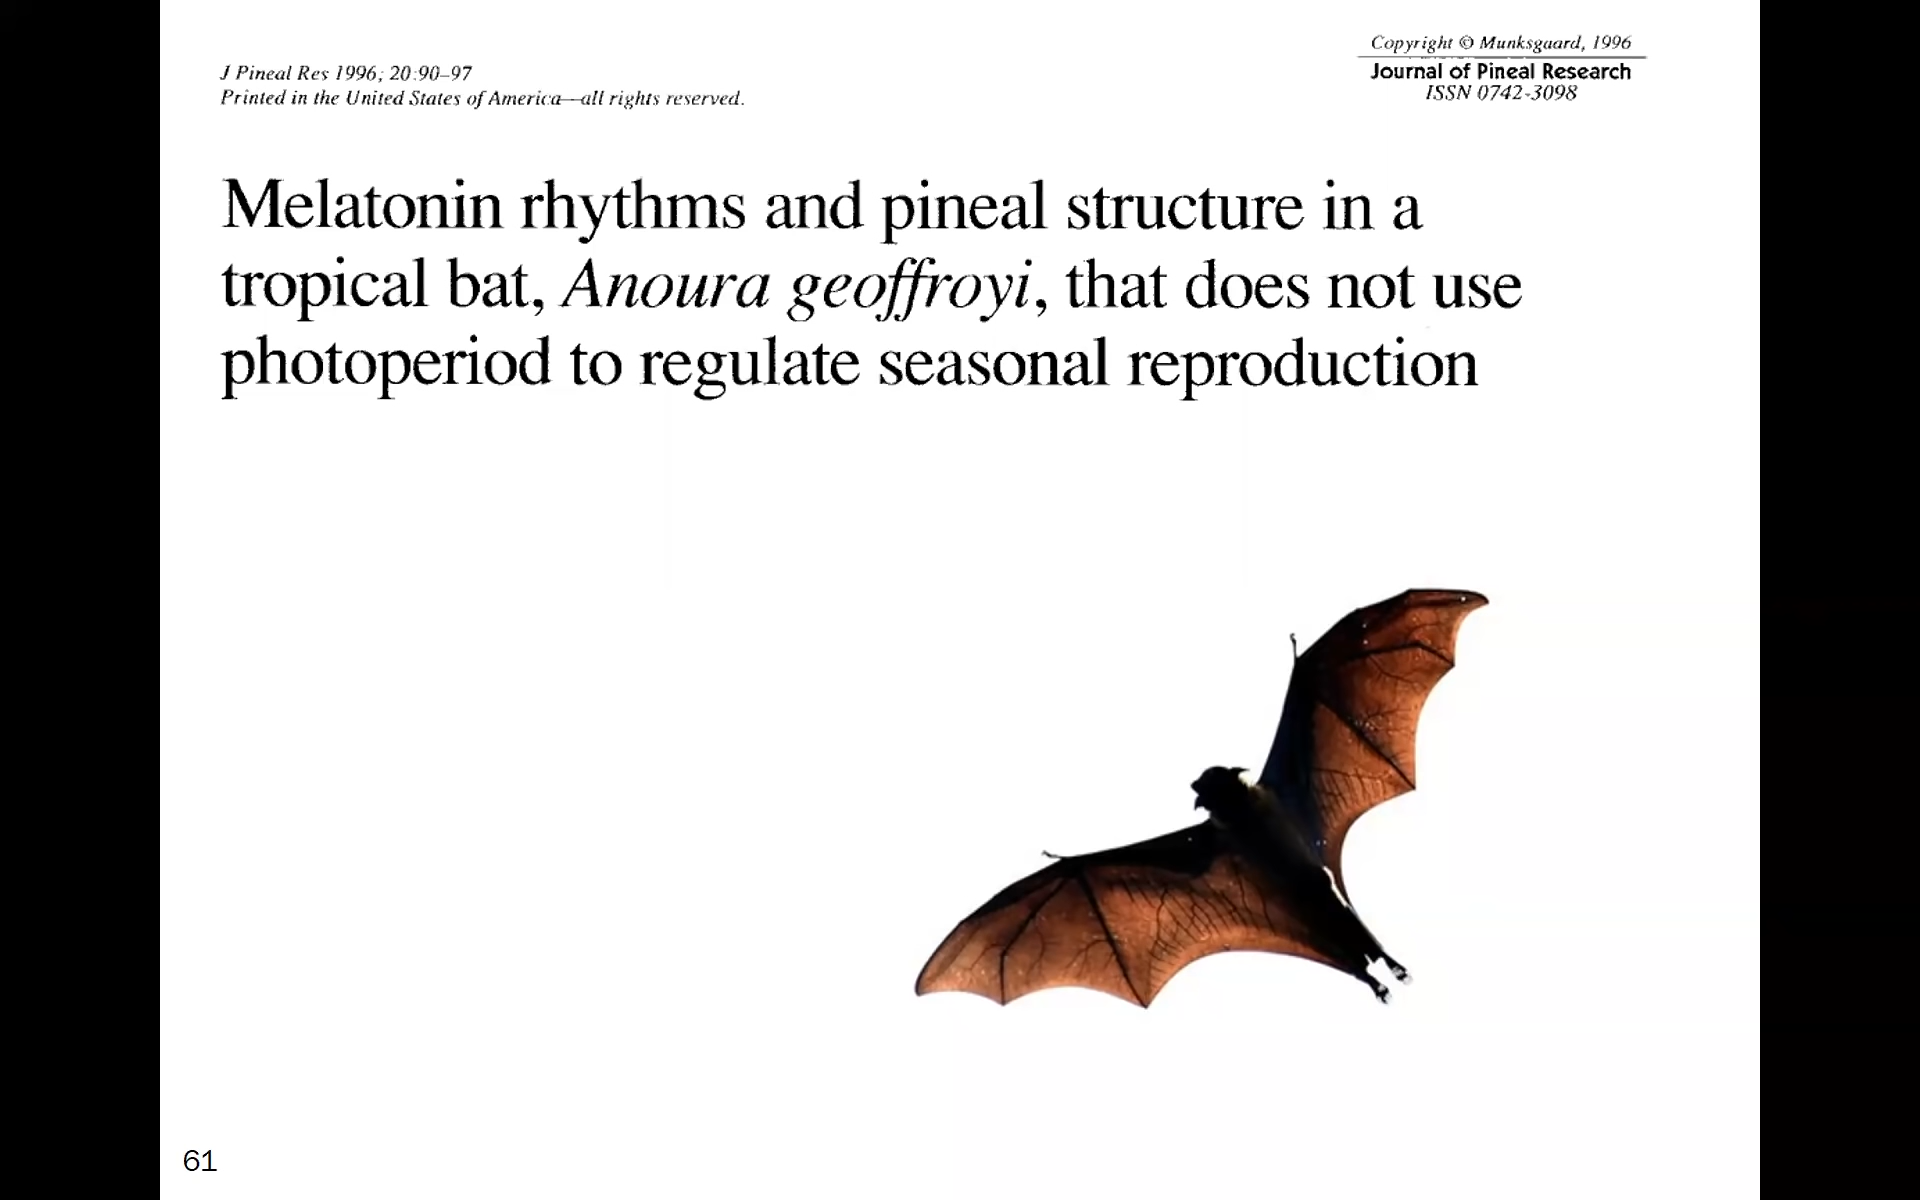 J Pineal Res 1996; 20:90–97
Printed in the United States of America—all rights reserved.
Copyright © Munksgaard, 1996
Journal of Pineal Research
ISSN 0742-3098
Melatonin rhythms and pineal structure in a
tropical bat, Anoura geoffroyi, that does not use
photoperiod to regulate seasonal reproduction
61